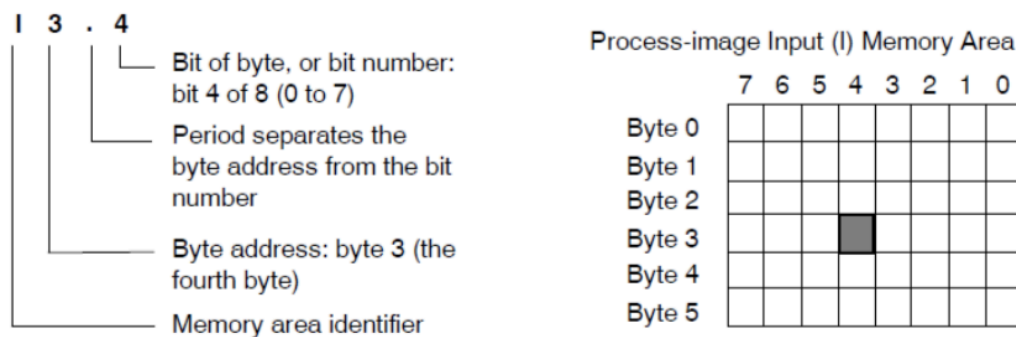 I 3 . 4
Bit of byte, or bit number:
bit 4 of 8 (0 to 7)
Period separates the
byte address from the bit
number
Byte address: byte 3 (the
fourth byte)
Memory area identifier
Process-image Input (I) Memory Area
7 6 5 4 3 2 1 0
Byte 0
Byte 1
Byte 2
Byte 3
Byte 4
Byte 5